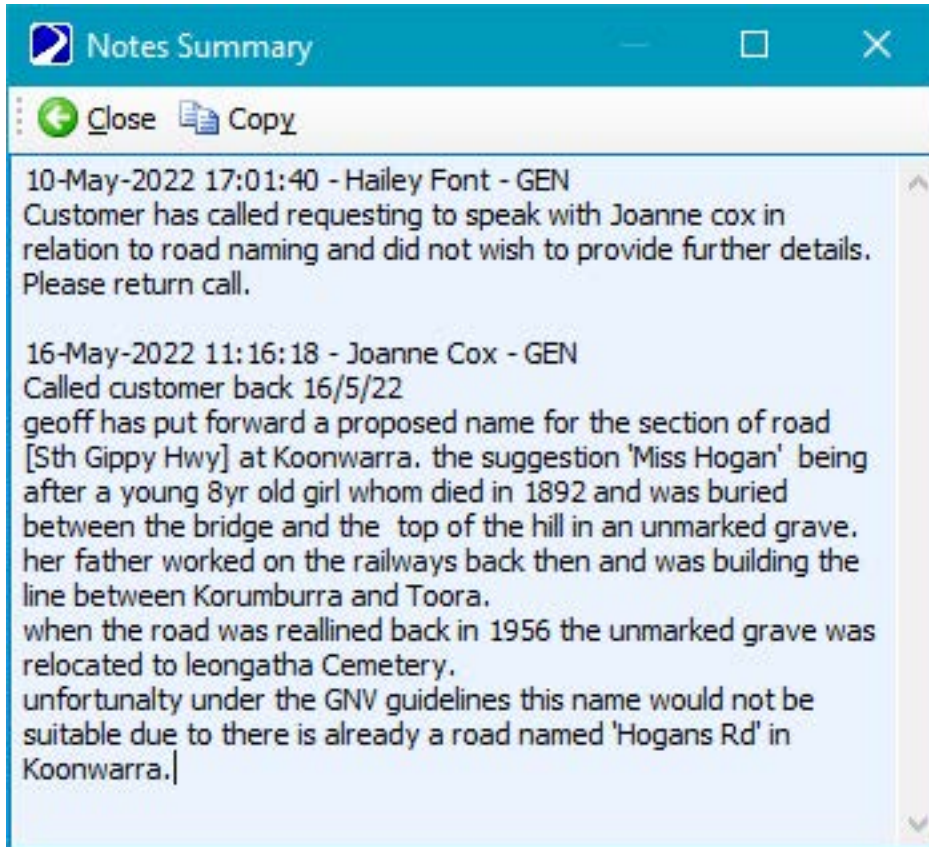 Notes Summary
Close Copy
10-May-2022 17:01:40 - Hailey Font - GEN
Customer has called requesting to speak with Joanne cox in
relation to road naming and did not wish to provide further details.
Please return call.
16-May-2022 11:16:18 - Joanne Cox - GEN
Called customer back 16/5/22
geoff has put forward a proposed name for the section of road
[Sth Gippy Hwy] at Koonwarra. the suggestion 'Miss Hogan'  being
after a young 8yr old girl whom died in 1892 and was buried
between the bridge and the  top of the hill in an unmarked grave.
her father worked on the railways back then and was building the
line between Korumburra and Toora.
when the road was reallined back in 1956 the unmarked grave was
relocated to leongatha Cemetery.
unfortunalty under the GNV guidelines this name would not be
suitable due to there is already a road named 'Hogans Rd' in
Koonwarra.